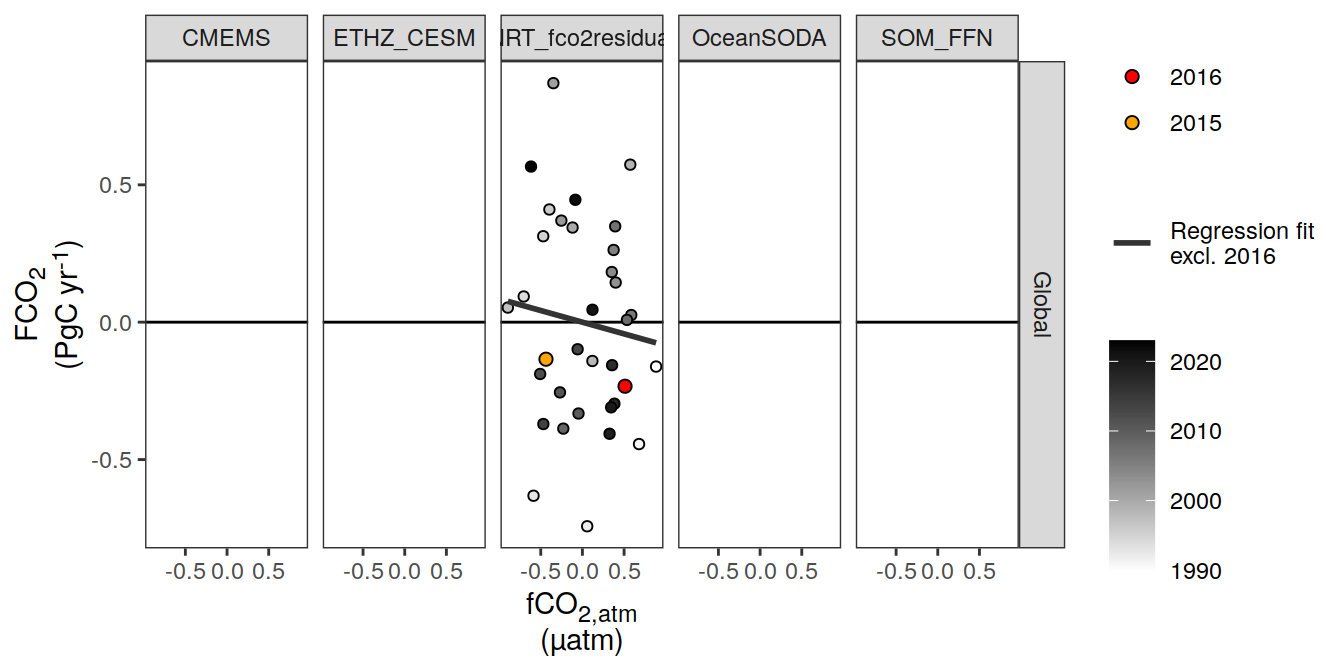 CMEMS ETHZ_CESM NRT_fco2residual OceanSODA SOM_FFN
0.5
0.0
-0.5
FCO2
(PgC yr-1)
Global
-0.5 0.0 0.5 -0.5 0.0 0.5 -0.5 0.0 0.5 -0.5 0.0 0.5 -0.5 0.0 0.5
fCO2,atm
(µatm)
2016
2015
Regression fit
excl. 2016
2020
2010
2000
1990